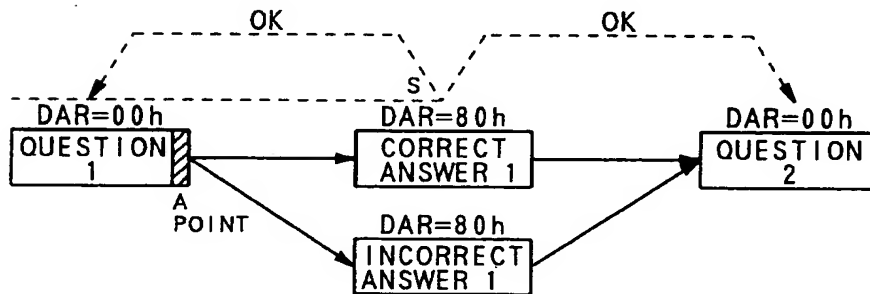 OK OK
S
DAR=00h DAR=80h DAR=00h
QUESTION
1
CORRECT
ANSWER 1
QUESTION
2
A
POINT
DAR=80h
INCORRECT
ANSWER 1